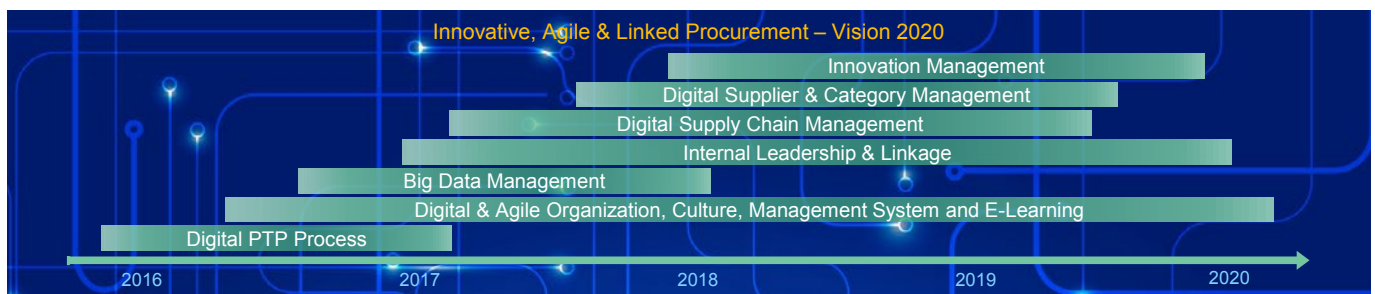 Innovative, Agile & Linked Procurement – Vision 2020
Innovation Management
Digital Supplier & Category Management
Digital Supply Chain Management
Internal Leadership & Linkage
Big Data Management
Digital & Agile Organization, Culture, Management System and E-Learning
Digital PTP Process
2016 2017 2018 2019 2020